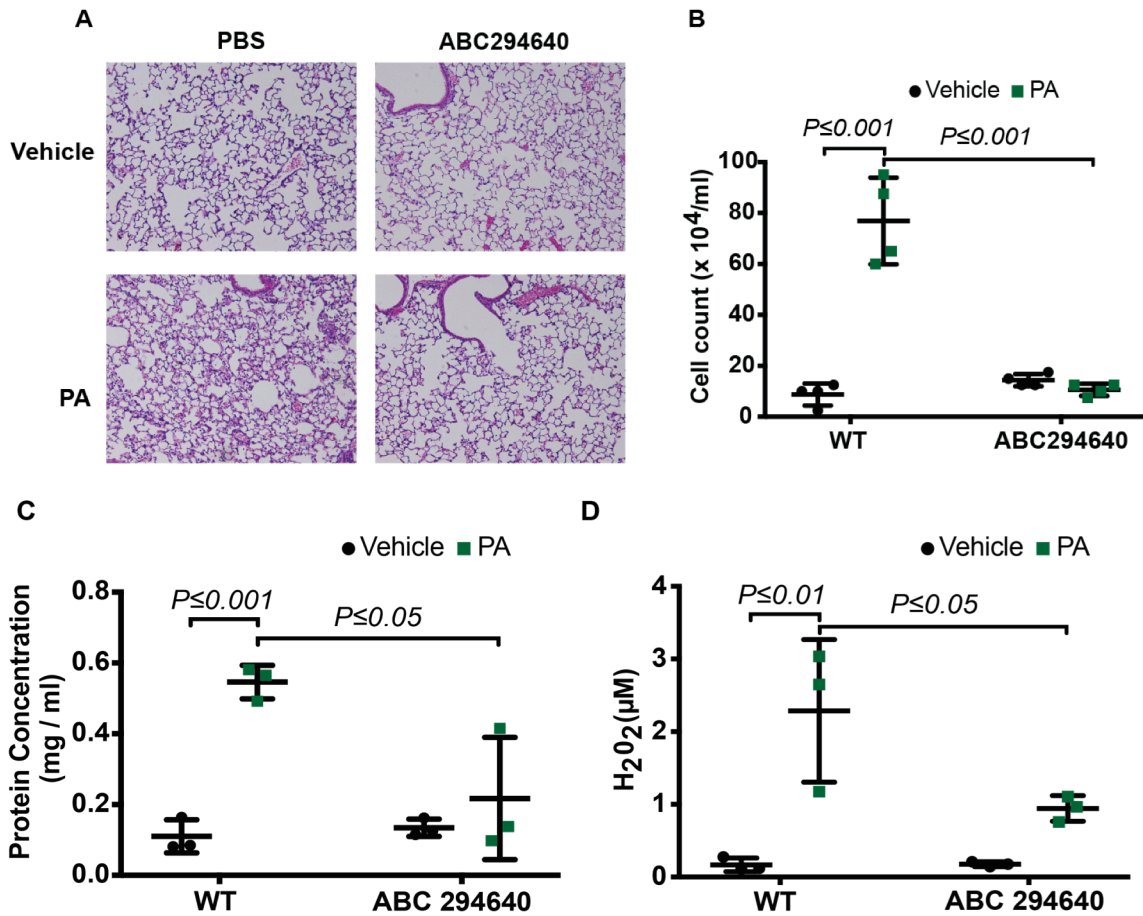 A
PBS
ABC294640
Vehicle
PA
B
Vehicle PA
P≤0.001
P≤0.001
Cell count (x 10⁴/ml)
100
80
60
40
20
0
WT
ABC294640
C
Vehicle PA
P≤0.001
P≤0.05
Protein Concentration
(mg / ml)
0.8
0.6
0.4
0.2
0.0
WT
ABC 294640
D
Vehicle PA
P≤0.01
P≤0.05
H₂0₂(µM)
4
3
2
1
0
WT
ABC 294640